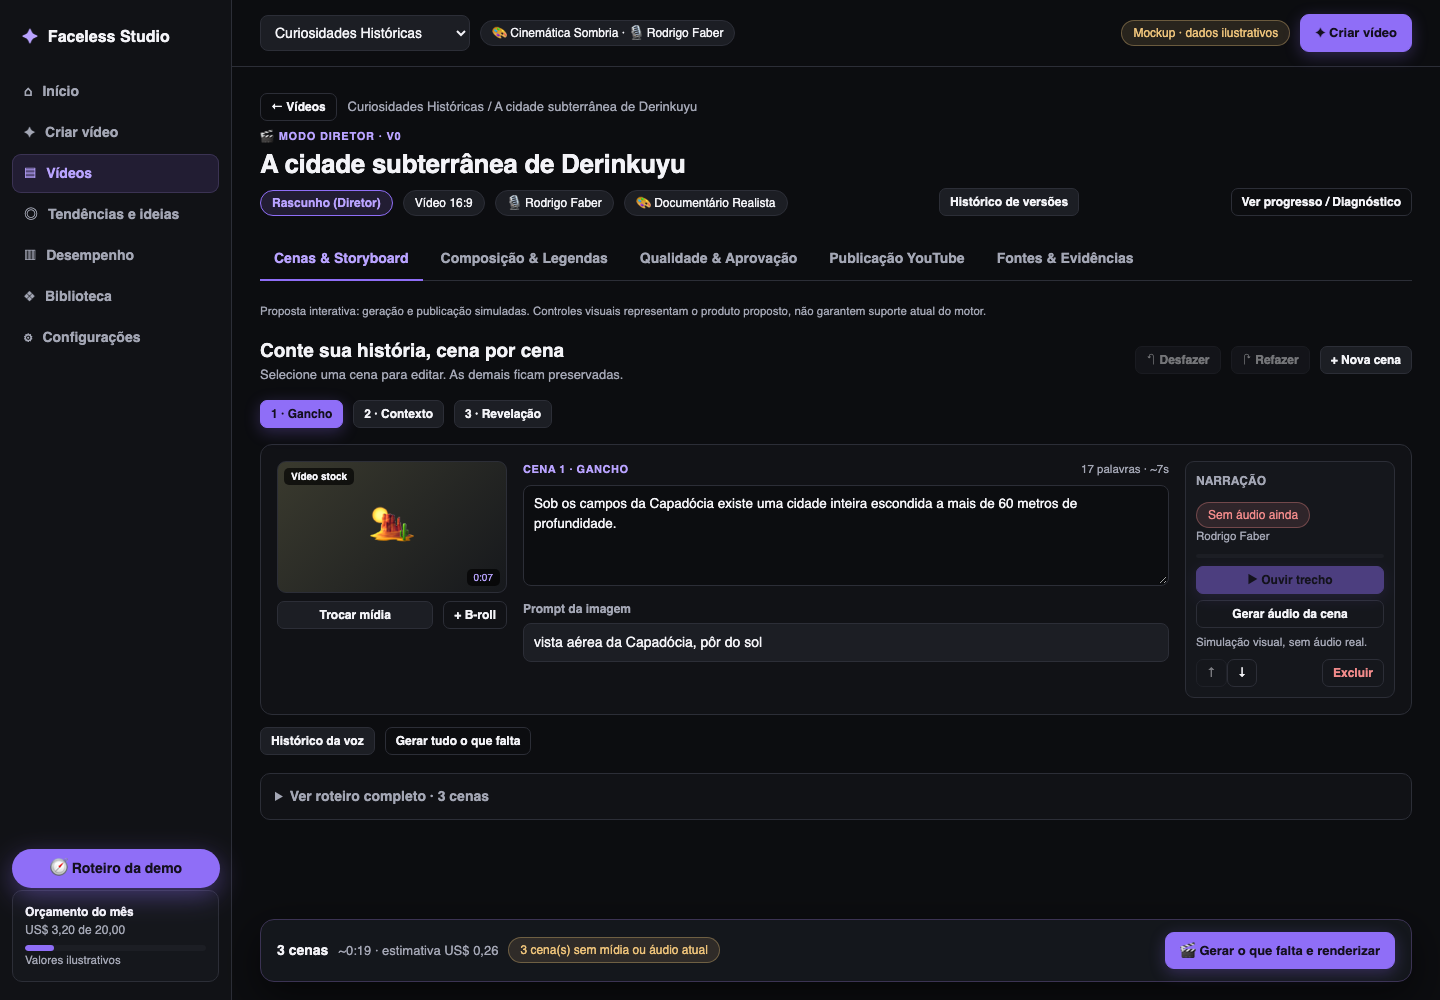 Faceless Studio
Início
Criar vídeo
Vídeos
Tendências e ideias
Desempenho
Biblioteca
Configurações
Roteiro da demo
Orçamento do mês
US$ 3,20 de 20,00
Valores ilustrativos
Curiosidades Históricas
Cinemática Sombria · Rodrigo Faber
Mockup · dados ilustrativos
Criar vídeo
← Vídeos
Curiosidades Históricas / A cidade subterrânea de Derinkuyu
MODO DIRETOR · V0
A cidade subterrânea de Derinkuyu
Rascunho (Diretor)
Vídeo 16:9
Rodrigo Faber
Documentário Realista
Histórico de versões
Ver progresso / Diagnóstico
Cenas & Storyboard
Composição & Legendas
Qualidade & Aprovação
Publicação YouTube
Fontes & Evidências
Proposta interativa: geração e publicação simuladas. Controles visuais representam o produto proposto, não garantem suporte atual do motor.
Conte sua história, cena por cena
Selecione uma cena para editar. As demais ficam preservadas.
Desfazer
Refazer
+ Nova cena
1 · Gancho
2 · Contexto
3 · Revelação
Vídeo stock
0:07
Trocar mídia
+ B-roll
CENA 1 · GANCHO
17 palavras · ~7s
Sob os campos da Capadócia existe uma cidade inteira escondida a mais de 60 metros de
profundidade.
Prompt da imagem
vista aérea da Capadócia, pôr do sol
NARRAÇÃO
Sem áudio ainda
Rodrigo Faber
▶ Ouvir trecho
Gerar áudio da cena
Simulação visual, sem áudio real.
↑
↓
Excluir
Histórico da voz
Gerar tudo o que falta
▶ Ver roteiro completo · 3 cenas
3 cenas
~0:19 · estimativa US$ 0,26
3 cena(s) sem mídia ou áudio atual
Gerar o que falta e renderizar